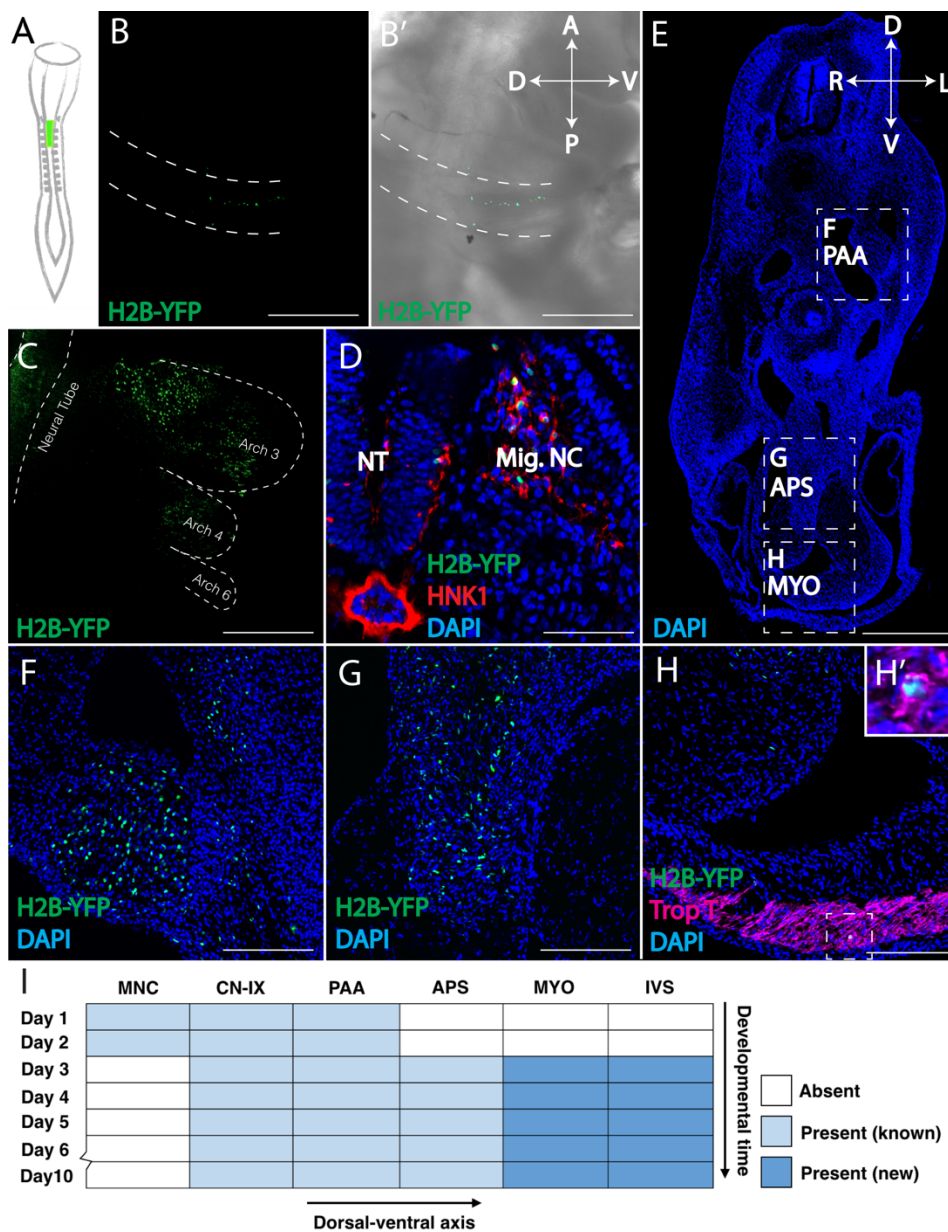 A
B
H2B-YFP
B′
A
D
V
P
H2B-YFP
C
Neural Tube
Arch 3
Arch 4
Arch 6
H2B-YFP
D
NT
Mig. NC
H2B-YFP
HNK1
DAPI
E
D
R
L
V
F
PAA
G
APS
H
MYO
DAPI
F
H2B-YFP
DAPI
G
H2B-YFP
DAPI
H
H′
H2B-YFP
Trop T
DAPI
I
MNC CN-IX PAA APS MYO IVS
Day 1
Day 2
Day 3
Day 4
Day 5
Day 6
Day10
Dorsal-ventral axis
Developmental time
Absent
Present (known)
Present (new)